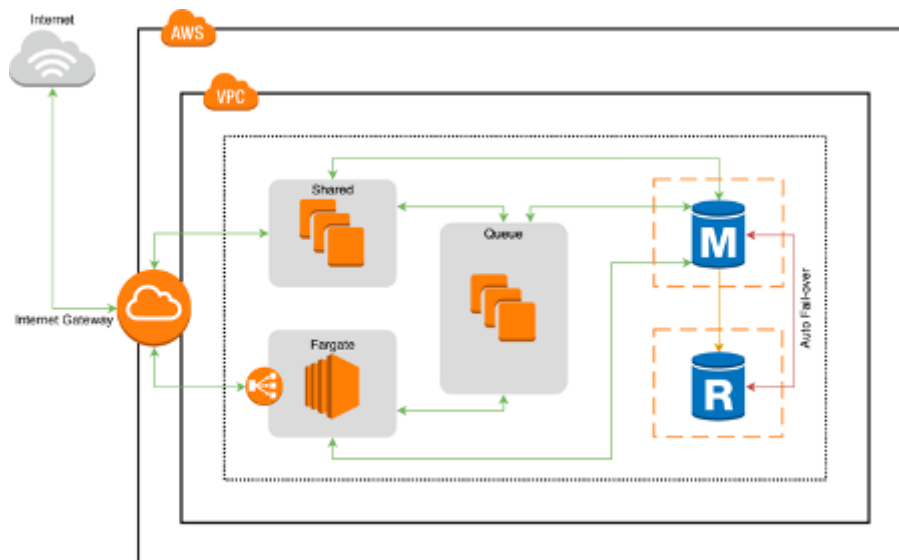 Internet
AWS
VPC
Shared
Queue
M
Internet Gateway
Auto Fail-over
Fargate
R